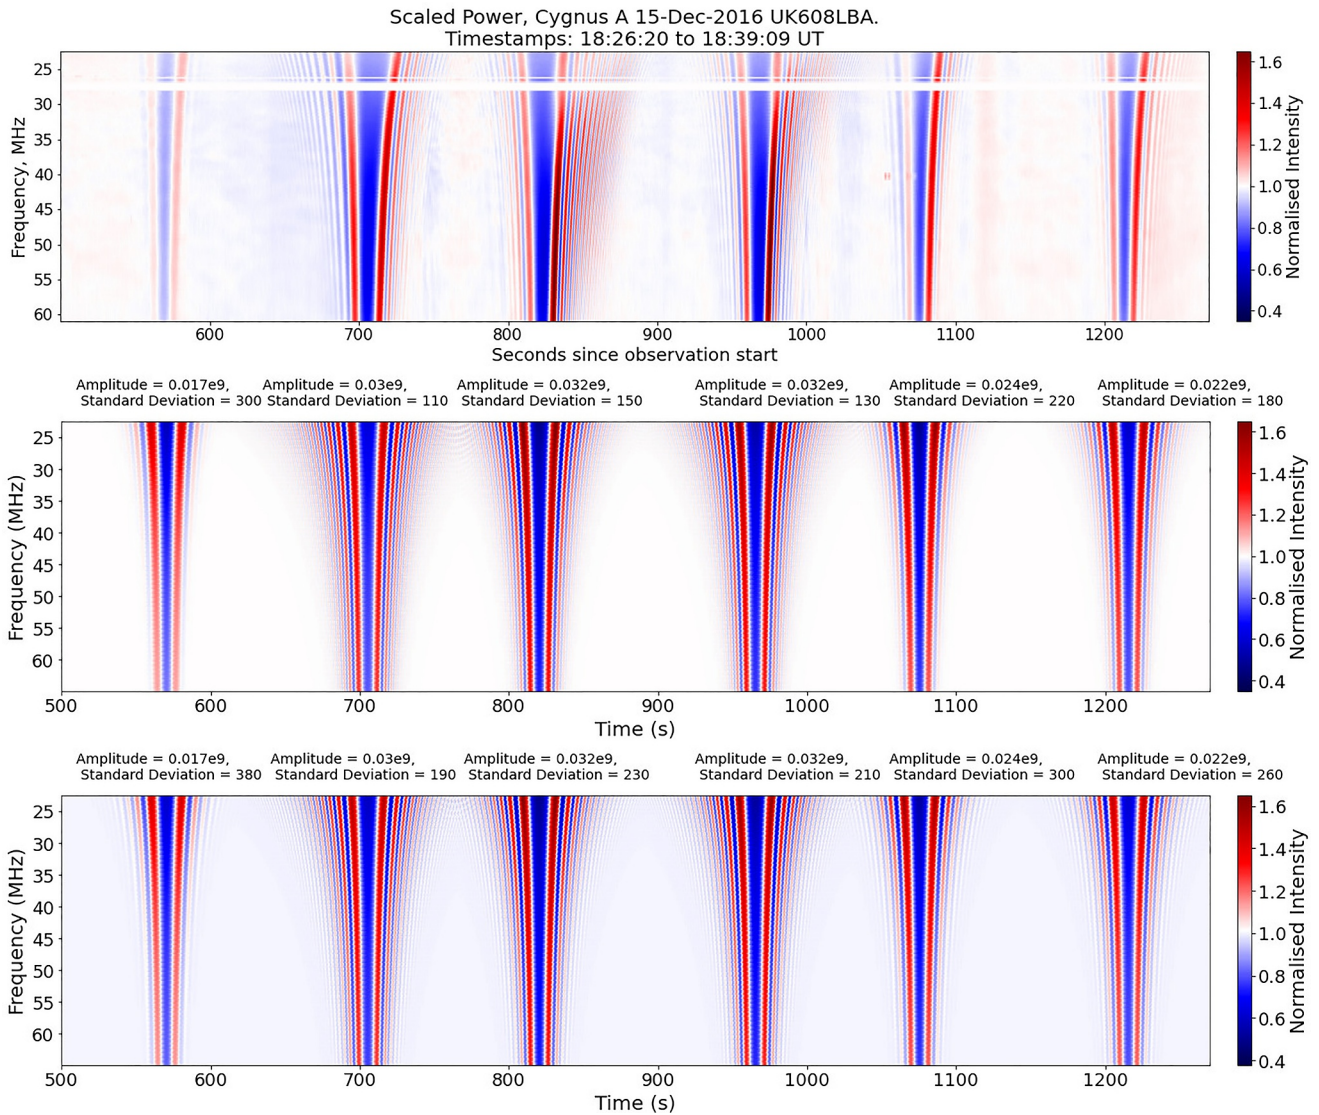 Scaled Power, Cygnus A 15-Dec-2016 UK608LBA.
Timestamps: 18:26:20 to 18:39:09 UT
Frequency, MHz
25
30
35
40
45
50
55
60
600 700 800 900 1000 1100 1200
Seconds since observation start
1.6
1.4
1.2
1.0
0.8
0.6
0.4
Normalised Intensity
Amplitude = 0.017e9, Amplitude = 0.03e9, Amplitude = 0.032e9, Amplitude = 0.032e9, Amplitude = 0.024e9, Amplitude = 0.022e9,
Standard Deviation = 300 Standard Deviation = 110 Standard Deviation = 150 Standard Deviation = 130 Standard Deviation = 220 Standard Deviation = 180
Frequency (MHz)
25
30
35
40
45
50
55
60
500 600 700 800 900 1000 1100 1200
Time (s)
1.6
1.4
1.2
1.0
0.8
0.6
0.4
Normalised Intensity
Amplitude = 0.017e9, Amplitude = 0.03e9, Amplitude = 0.032e9, Amplitude = 0.032e9, Amplitude = 0.024e9, Amplitude = 0.022e9,
Standard Deviation = 380 Standard Deviation = 190 Standard Deviation = 230 Standard Deviation = 210 Standard Deviation = 300 Standard Deviation = 260
Frequency (MHz)
25
30
35
40
45
50
55
60
500 600 700 800 900 1000 1100 1200
Time (s)
1.6
1.4
1.2
1.0
0.8
0.6
0.4
Normalised Intensity